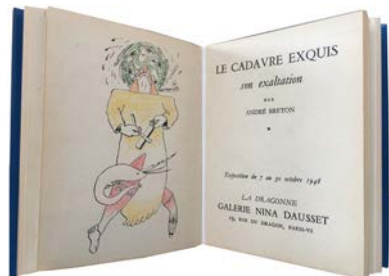 LE CADAVRE EXQUIS
son exaltation
PAR
ANDRÉ BRETON
Exposition du 7 au 30 octobre 1948
LA DRAGONNE
GALERIE NINA DAUSSET
19, RUE DU DRAGON, PARIS-VI